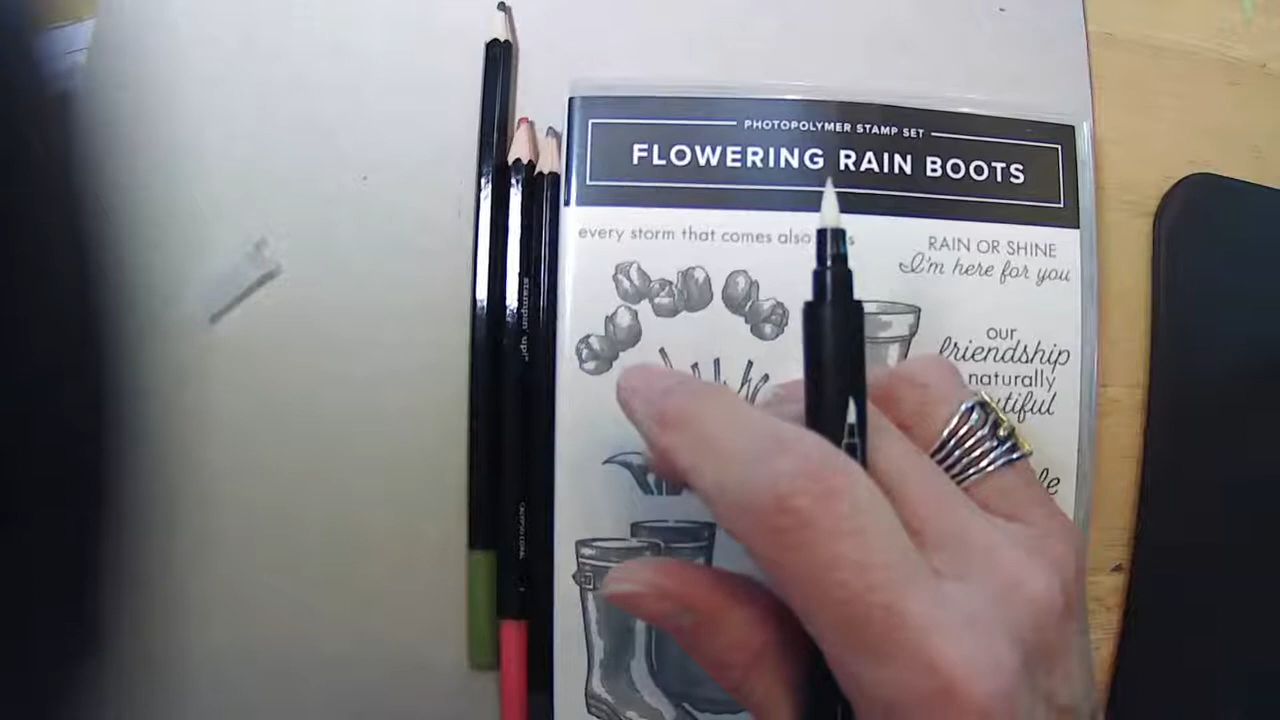 PHOTOPOLYMER STAMP SET
FLOWERING RAIN BOOTS
every storm that comes also
RAIN OR SHINE
I'm here for you
our
friendship
naturally
stampin' up!